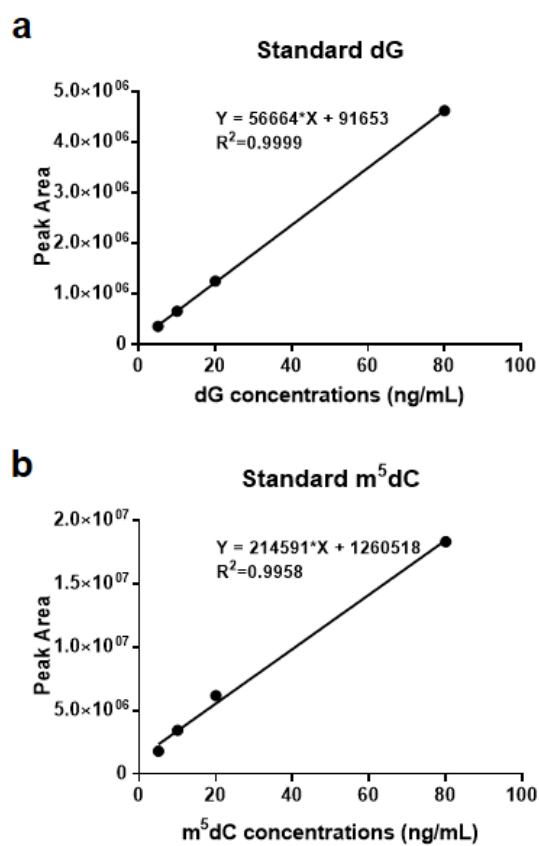 a
Standard dG
5.0×10⁰⁶
Y = 56664*X + 91653
4.0×10⁰⁶
R²=0.9999
3.0×10⁰⁶
Peak Area
2.0×10⁰⁶
1.0×10⁰⁶
0
0 20 40 60 80 100
dG concentrations (ng/mL)
b
Standard m⁵dC
2.0×10⁰⁷
Y = 214591*X + 1260518
R²=0.9958
1.5×10⁰⁷
Peak Area
1.0×10⁰⁷
5.0×10⁰⁶
0
0 20 40 60 80 100
m⁵dC concentrations (ng/mL)